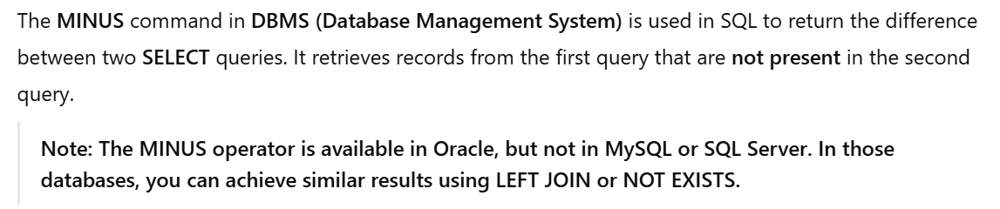 The MINUS command in DBMS (Database Management System) is used in SQL to return the difference
between two SELECT queries. It retrieves records from the first query that are not present in the second
query.
Note: The MINUS operator is available in Oracle, but not in MySQL or SQL Server. In those
databases, you can achieve similar results using LEFT JOIN or NOT EXISTS.